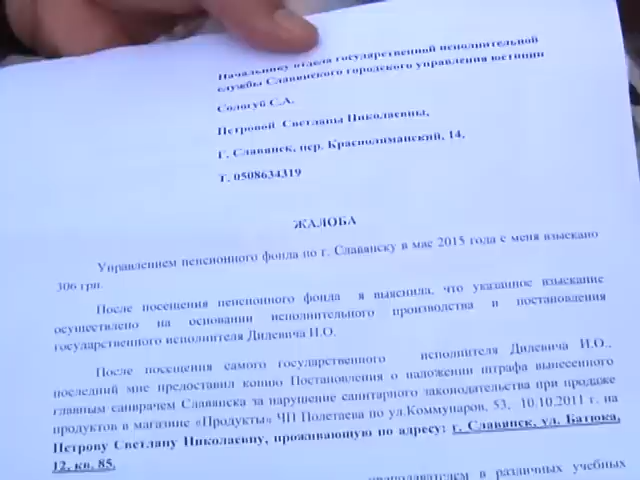 Начальнику отдела государственной исполнительной
службы Славянского городского управления юстиции
Сологуб С.А.
Петровой Светланы Николаевны,
Г. Славянск, пер. Краснолиманский, 14,
Т. 0508634319
ЖАЛОБА
Управлением пенсионного фонда по г. Славянску в мае 2015 года с меня взыскано
306 грн.
После посещения пенсионного фонда я выяснила, что указанное взыскание
осуществлено на основании исполнительного производства и постановления
государственного исполнителя Дилевича И.О.
После посещения самого государственного исполнителя Дилевича И.О.,
последний мне предоставил копию Постановления о наложении штрафа вынесенного
главным санврачем Славянска за нарушение санитарного законодательства при продаже
продуктов в магазине «Продукты» ЧП Полетаева по ул.Коммунаров, 53, 10.10.2011 г. на
Петрову Светлану Николаевну, проживающую по адресу: г. Славянск, ул. Батюка,
12, кв. 85.
преподавателем в различных учебных